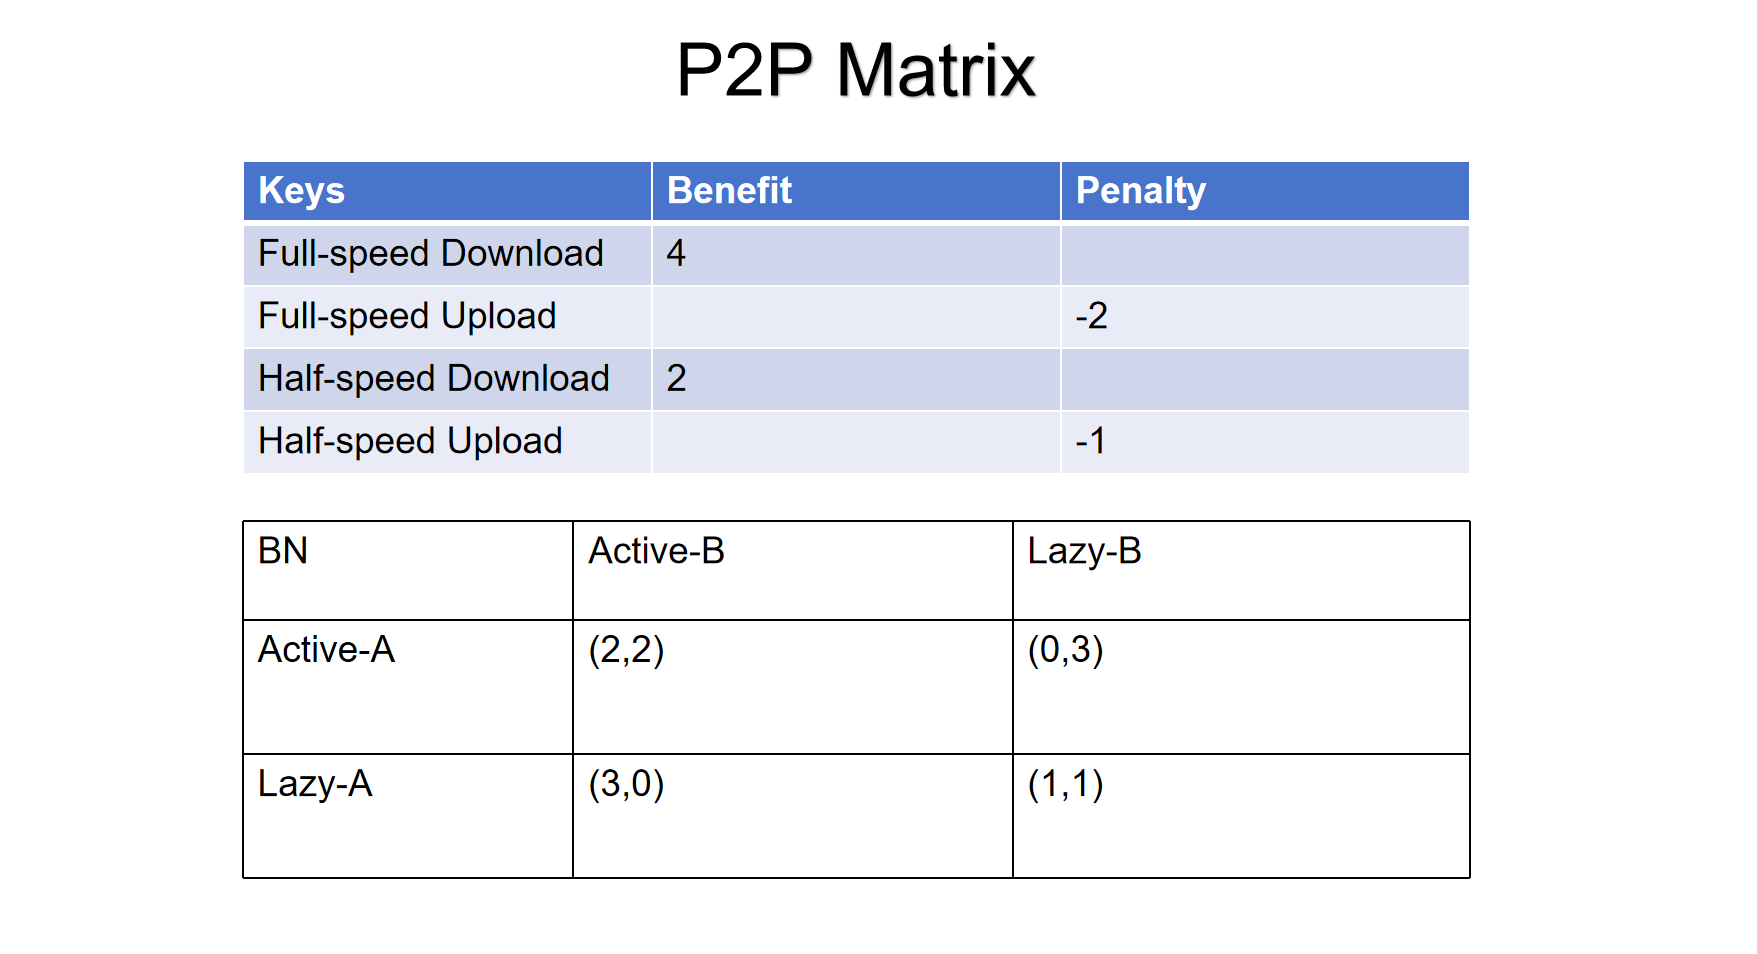 P2P Matrix
Keys Benefit Penalty
Full-speed Download 4
Full-speed Upload -2
Half-speed Download 2
Half-speed Upload -1
BN Active-B Lazy-B
Active-A (2,2) (0,3)
Lazy-A (3,0) (1,1)